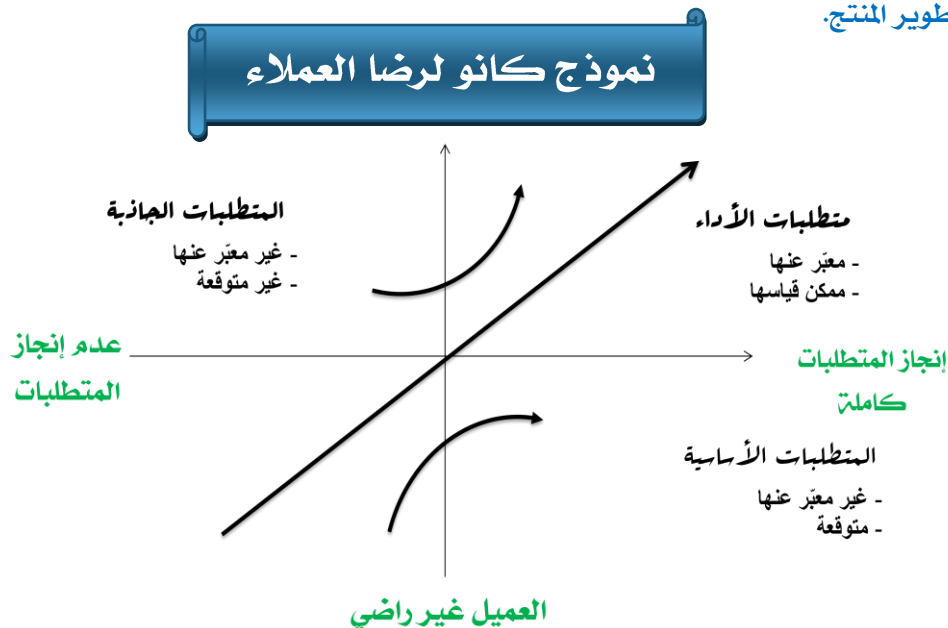 طوير المنتج.
نموذج كانو لرضا العملاء
متطلبات الأداء
- معبّر عنها
- ممكن قياسها
المتطلبات الجاذبة
- غير معبّر عنها
- غير متوقعة
إنجاز المتطلبات
كاملة
عدم إنجاز
المتطلبات
المتطلبات الأساسية
- غير معبّر عنها
- متوقعة
العميل غير راضي